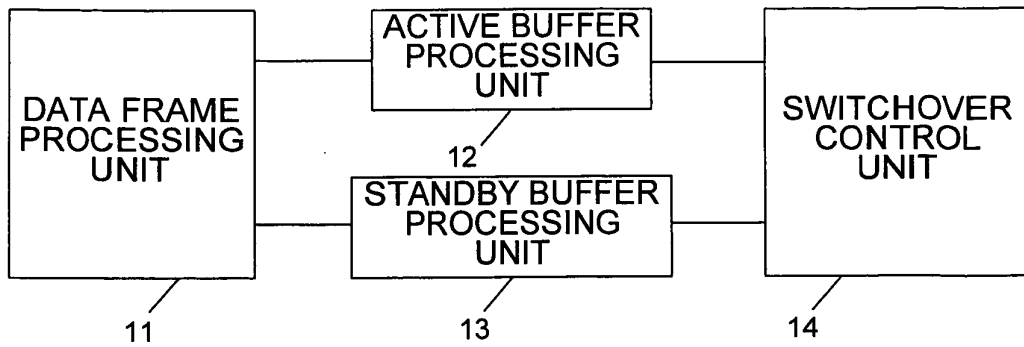 DATA FRAME
PROCESSING
UNIT
11
ACTIVE BUFFER
PROCESSING
UNIT
12
STANDBY BUFFER
PROCESSING
UNIT
13
SWITCHOVER
CONTROL
UNIT
14